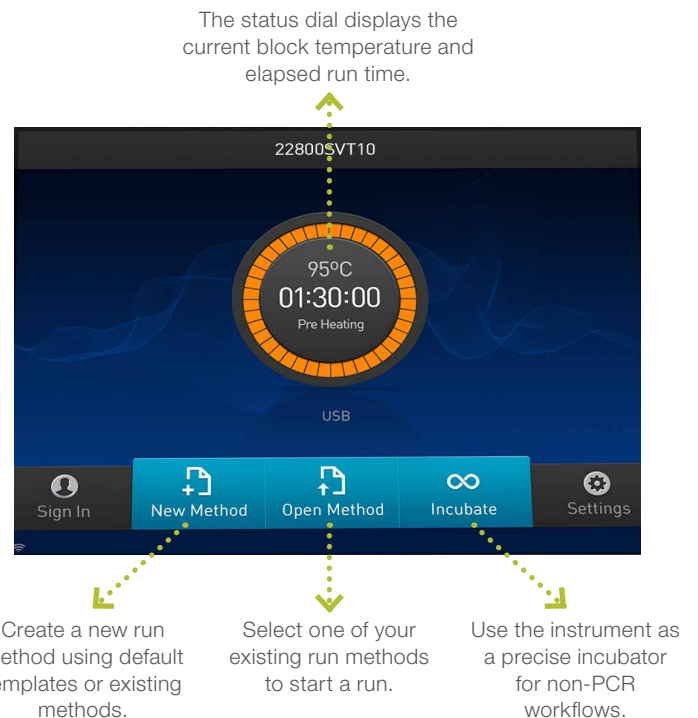 The status dial displays the
current block temperature and
elapsed run time.
22800SVT10
95ºC
01:30:00
Pre Heating
USB
Sign In
New Method
Open Method
Incubate
Settings
Create a new run
ethod using default
emplates or existing
methods.
Select one of your
existing run methods
to start a run.
Use the instrument as
a precise incubator
for non-PCR
workflows.